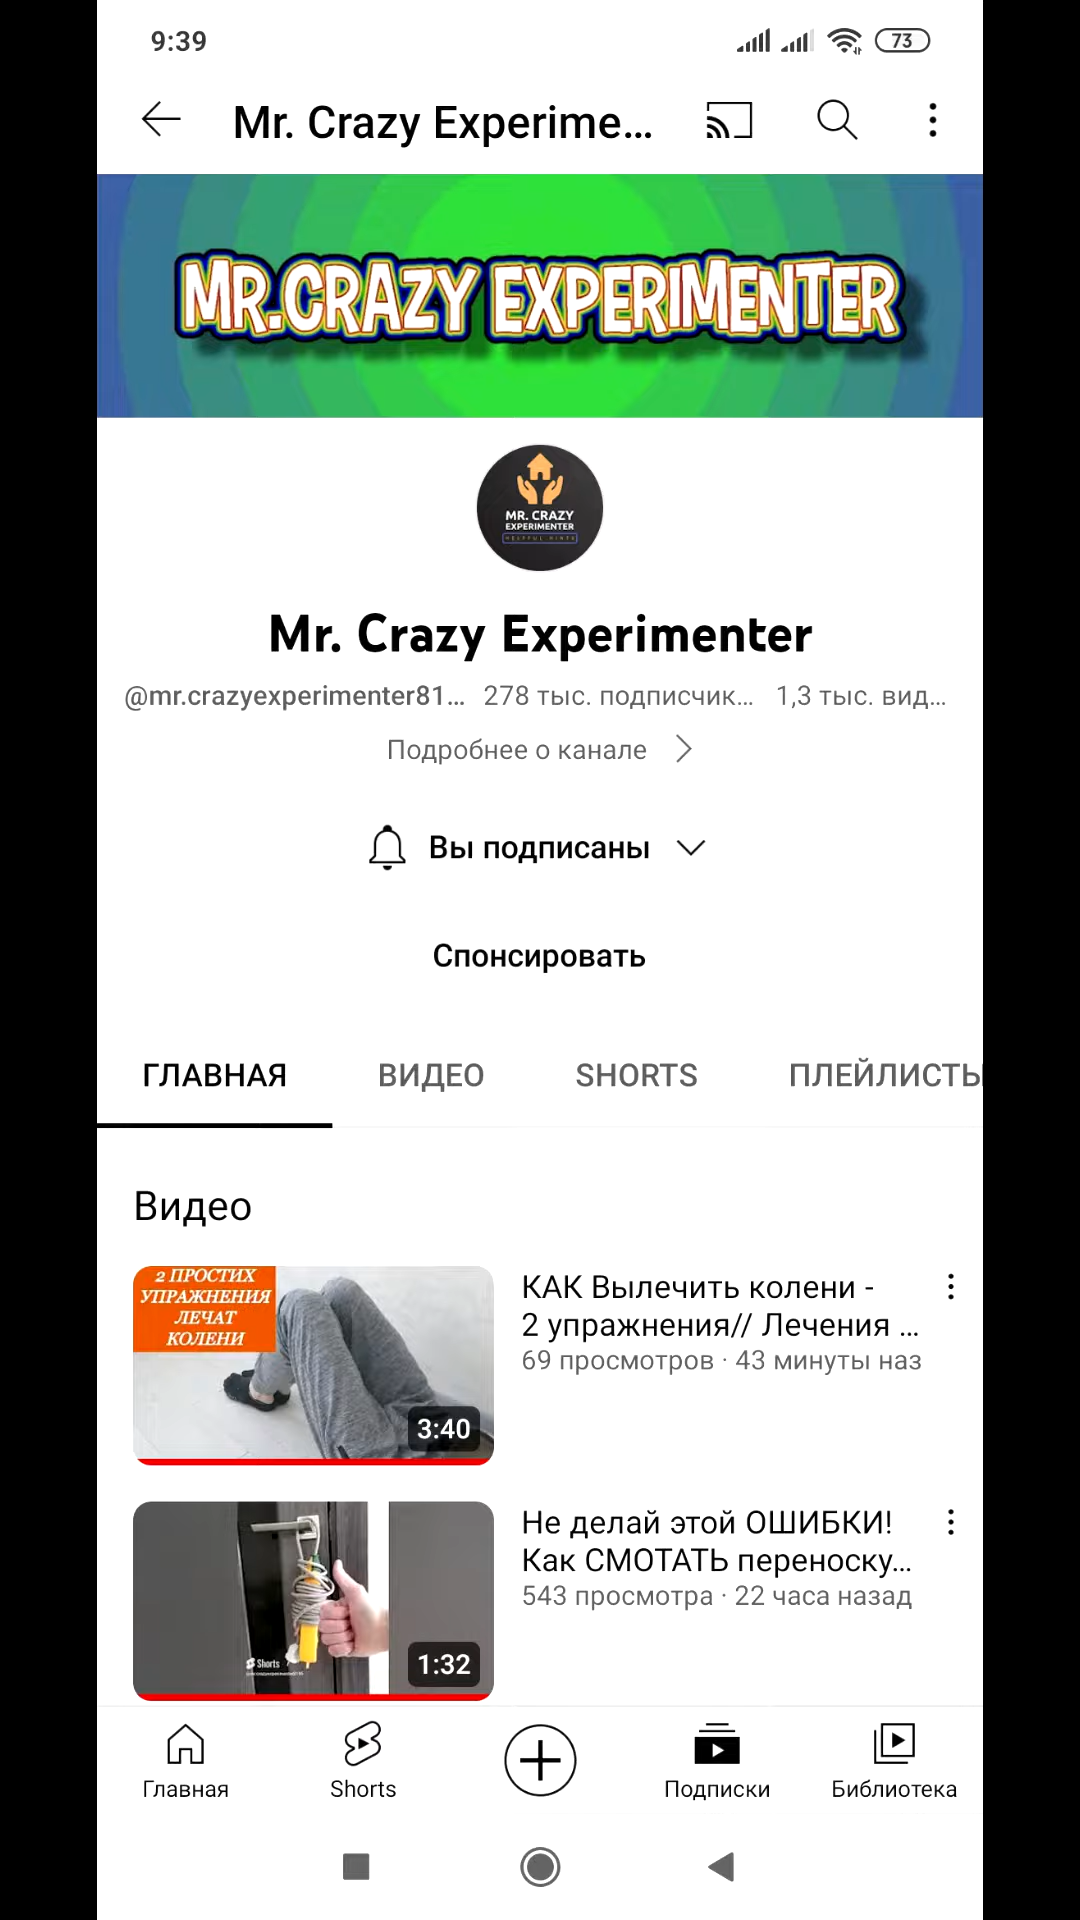 9:39
73
Mr. Crazy Experime...
MR.CRAZY EXPERIMENTER
MR. CRAZY
EXPERIMENTER
HELPFUL HINTS
Mr. Crazy Experimenter
@mr.crazyexperimenter81... 278 тыс. подписчик... 1,3 тыс. вид...
Подробнее о канале
Вы подписаны
Спонсировать
ГЛАВНАЯ ВИДЕО SHORTS ПЛЕЙЛИСТЫ
Видео
2 ПРОСТИХ
УПРАЖНЕНИЯ
ЛЕЧАТ
КОЛЕНИ
3:40
КАК Вылечить колени -
2 упражнения// Лечения ...
69 просмотров · 43 минуты наз
Shorts
1:32
Не делай этой ОШИБКИ!
Как СМОТАТЬ переноску...
543 просмотра · 22 часа назад
Главная Shorts Подписки Библиотека